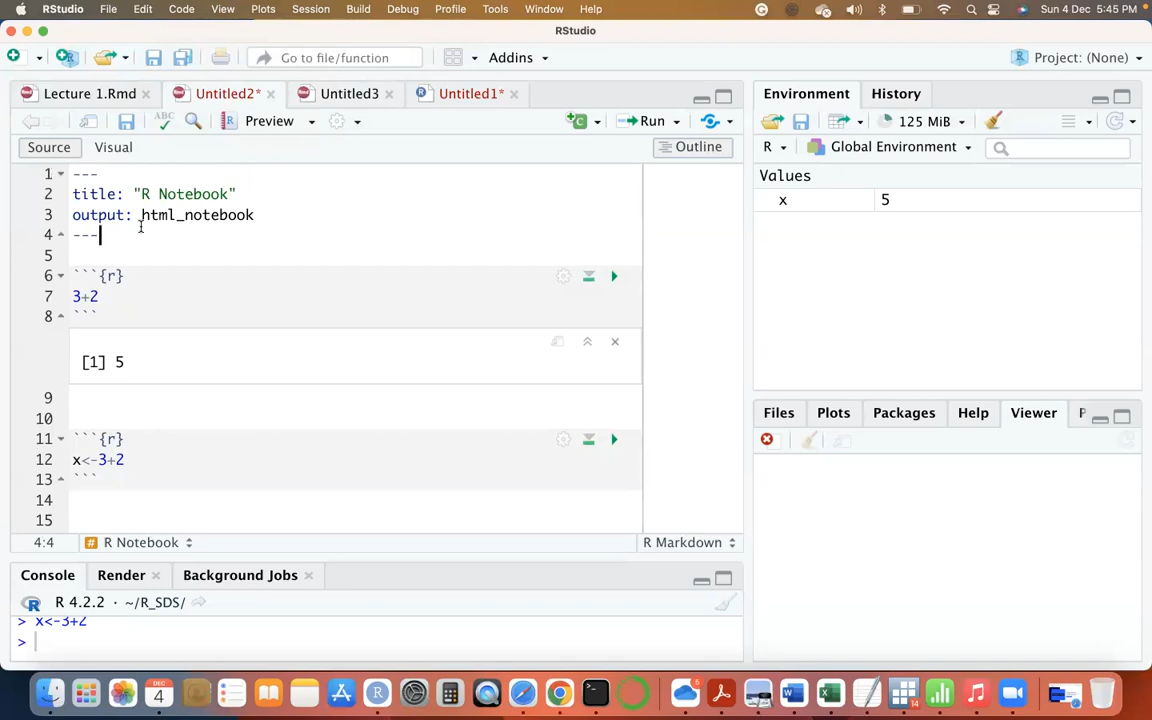 RStudio File Edit Code View Plots Session Build Debug Profile Tools Window Help Sun 4 Dec 5:45 PM
RStudio
Go to file/function Addins Project: (None)
Lecture 1.Rmd Untitled2* Untitled3 Untitled1*
ABC Preview Run
Source Visual Outline
1 ---
2 title: "R Notebook"
3 output: html_notebook
4 ---
5
6 ```{r}
7 3+2
8 ```
[1] 5
9
10
11 ```{r}
12 x<-3+2
13 ```
14
15
4:4 R Notebook R Markdown
Console Render Background Jobs
R 4.2.2 · ~/R_SDS/
> x<-3+2
>
Environment History
125 MiB
R Global Environment
Values
x 5
Files Plots Packages Help Viewer P
DEC
4
14